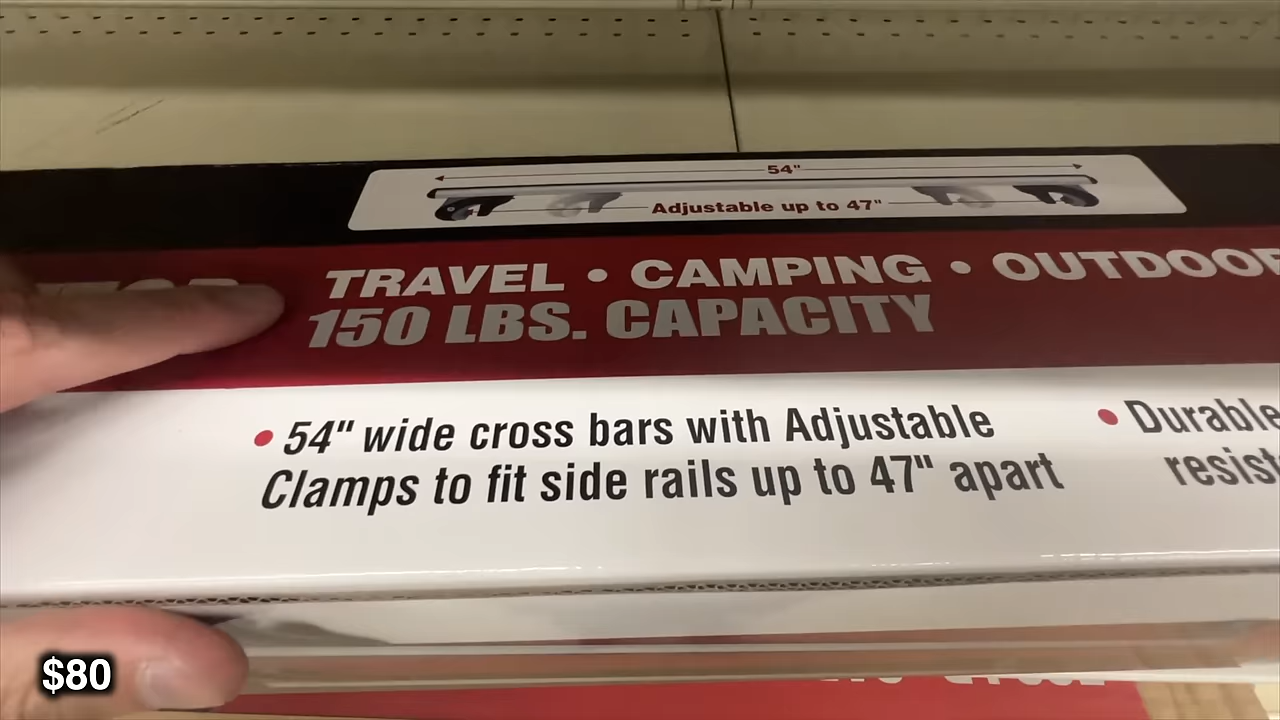 54"
Adjustable up to 47"
TRAVEL • CAMPING • OUTDOOR
150 LBS. CAPACITY
• 54" wide cross bars with Adjustable
Clamps to fit side rails up to 47" apart
• Durable
resist
$80